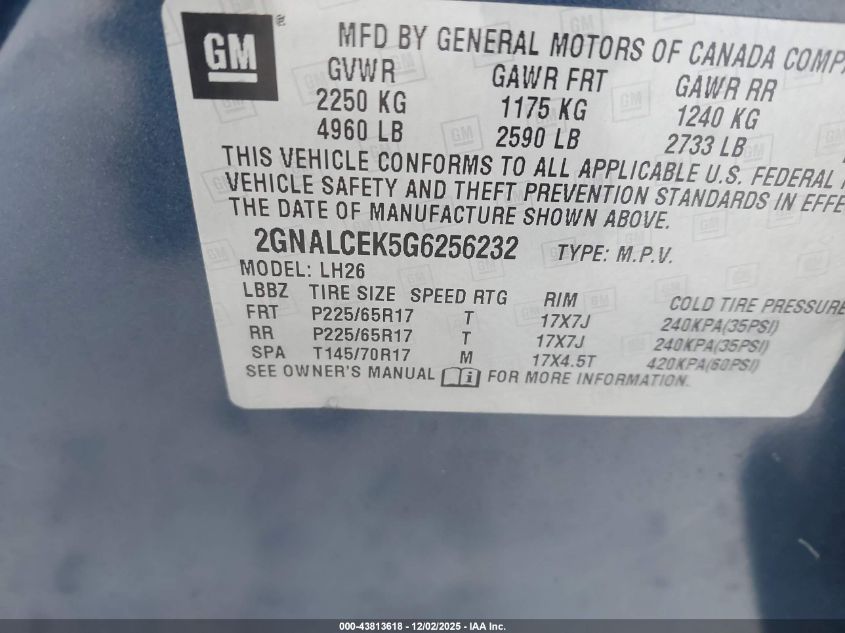 GM
MFD BY GENERAL MOTORS OF CANADA COMP
GVWR GAWR FRT GAWR RR
2250 KG 1175 KG 1240 KG
4960 LB 2590 LB 2733 LB
THIS VEHICLE CONFORMS TO ALL APPLICABLE U.S. FEDERAL
VEHICLE SAFETY AND THEFT PREVENTION STANDARDS IN EFFE
THE DATE OF MANUFACTURE SHOWN ABOVE.
2GNALCEK5G6256232 TYPE: M.P.V.
MODEL: LH26
LBBZ TIRE SIZE SPEED RTG RIM COLD TIRE PRESSURE
FRT P225/65R17 T 17X7J 240KPA(35PSI)
RR P225/65R17 T 17X7J 240KPA(35PSI)
SPA T145/70R17 M 17X4.5T 420KPA(60PSI)
SEE OWNER'S MANUAL FOR MORE INFORMATION.
000-43813618 - 12/02/2025 - IAA Inc.